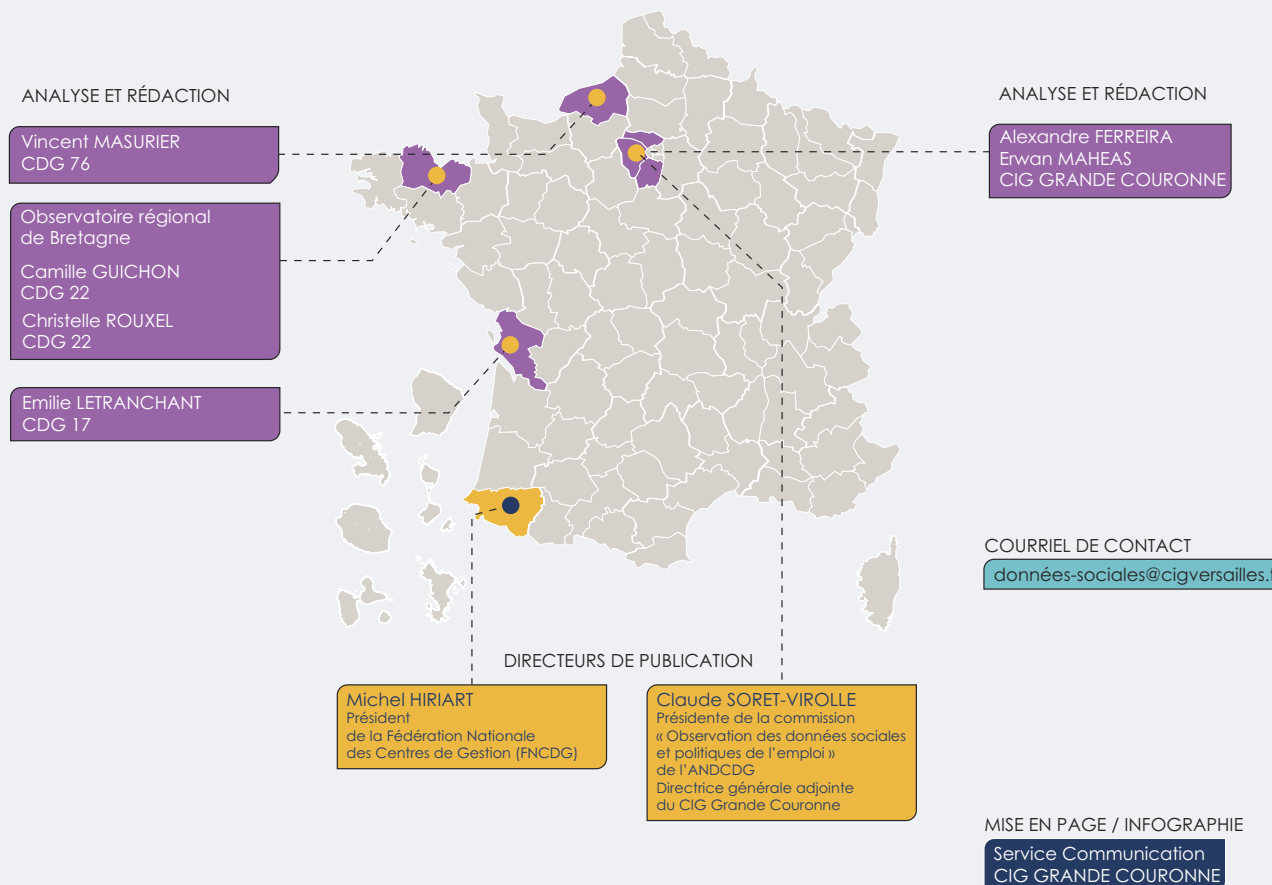 ANALYSE ET RÉDACTION
Vincent MASURIER
CDG 76
Observatoire régional
de Bretagne
Camille GUICHON
CDG 22
Christelle ROUXEL
CDG 22
Emilie LETRANCHANT
CDG 17
ANALYSE ET RÉDACTION
Alexandre FERREIRA
Erwan MAHEAS
CIG GRANDE COURONNE
COURRIEL DE CONTACT
données-sociales@cigversailles.f
DIRECTEURS DE PUBLICATION
Michel HIRIART
Président
de la Fédération Nationale
des Centres de Gestion (FNCDG)
Claude SORET-VIROLLE
Présidente de la commission
« Observation des données sociales
et politiques de l’emploi »
de l’ANDCDG
Directrice générale adjointe
du CIG Grande Couronne
MISE EN PAGE / INFOGRAPHIE
Service Communication
CIG GRANDE COURONNE